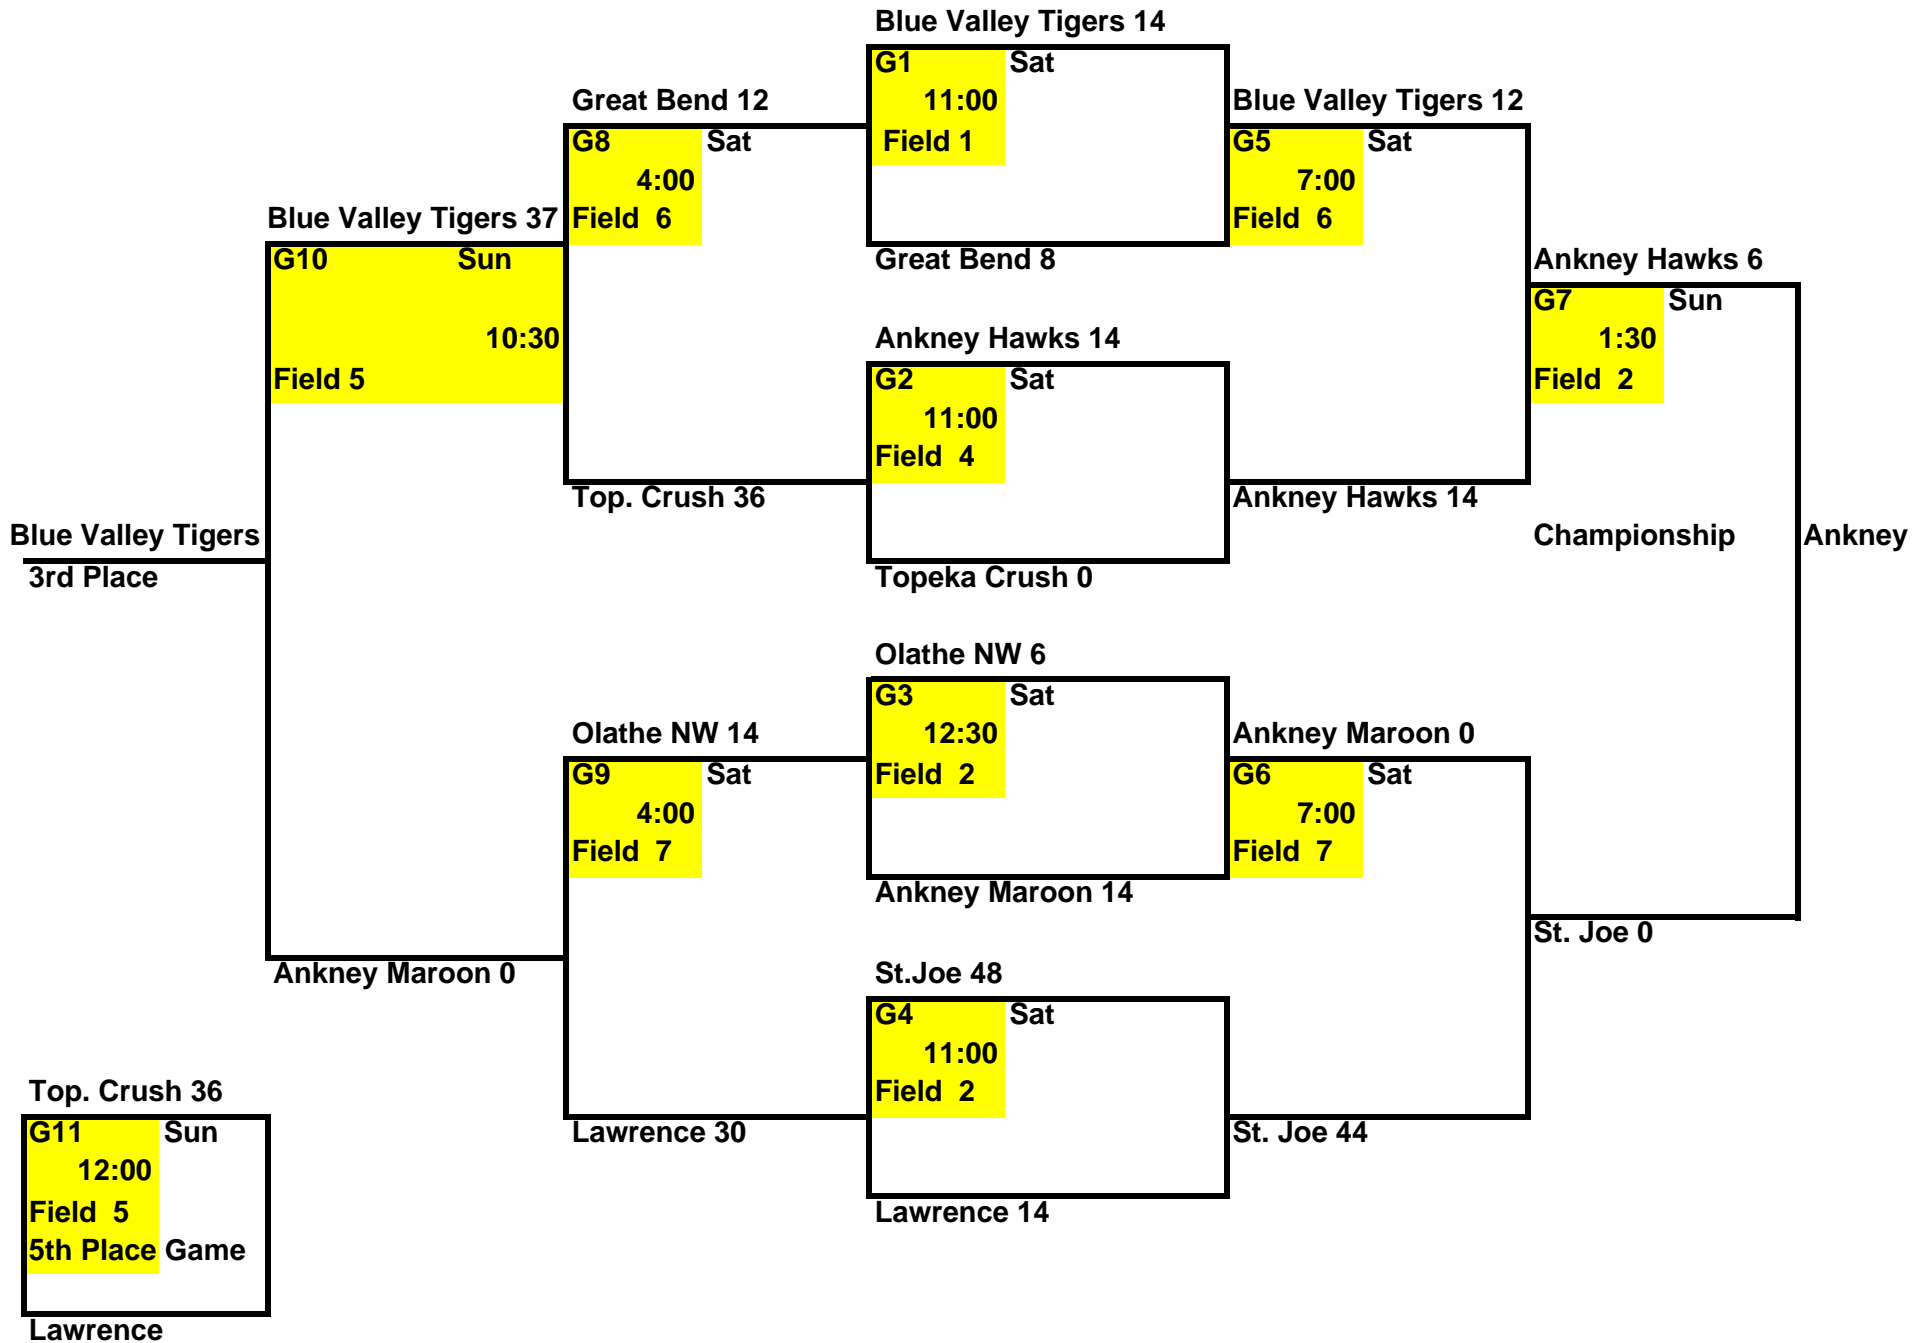 Blue Valley Tigers 14
G1 Sat
11:00
Field 1
Great Bend 8
Great Bend 12
G8 Sat
4:00
Field 6
Top. Crush 36
Blue Valley Tigers 12
G5 Sat
7:00
Field 6
Ankney Hawks 14
Blue Valley Tigers 37
G10 Sun
10:30
Field 5
Ankney Maroon 0
Ankney Hawks 6
G7 Sun
1:30
Field 2
Championship
St. Joe 0
Ankney Hawks 14
G2 Sat
11:00
Field 4
Topeka Crush 0
Blue Valley Tigers
3rd Place
Ankney
Olathe NW 6
G3 Sat
12:30
Field 2
Ankney Maroon 14
Olathe NW 14
G9 Sat
4:00
Field 7
Lawrence 30
Ankney Maroon 0
G6 Sat
7:00
Field 7
St. Joe 44
St.Joe 48
G4 Sat
11:00
Field 2
Lawrence 14
Top. Crush 36
G11 Sun
12:00
Field 5
5th Place Game
Lawrence